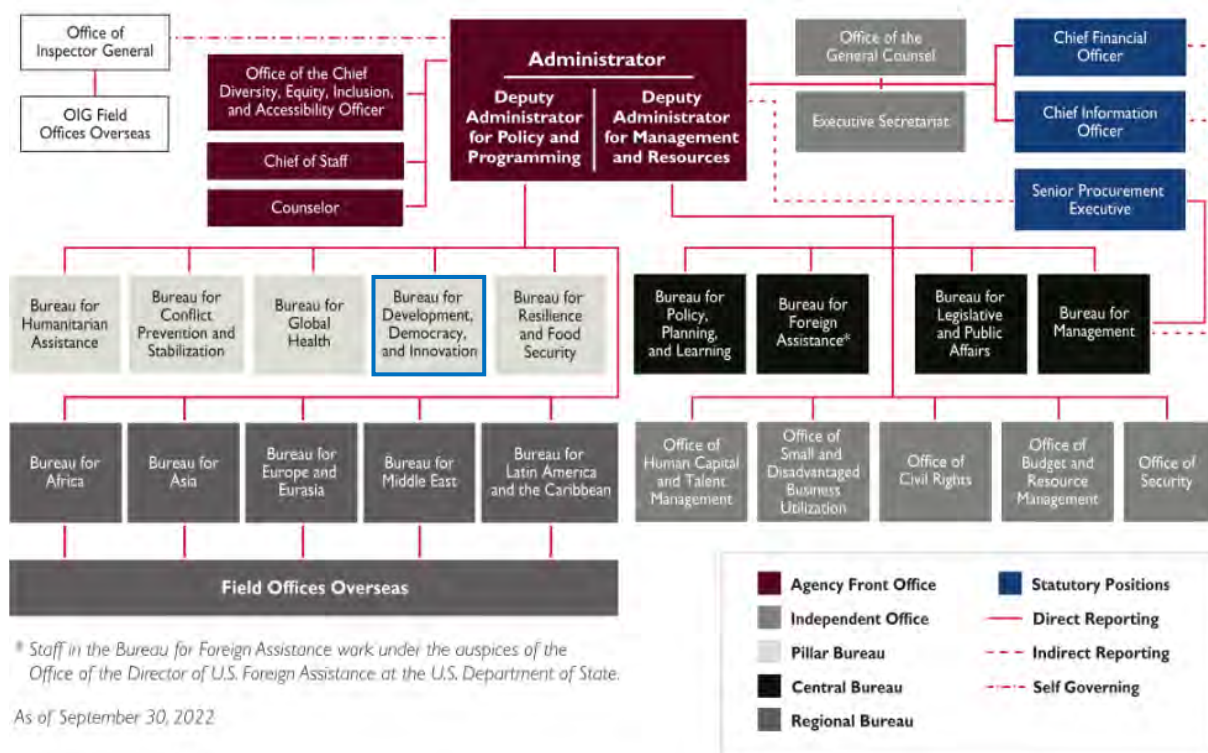 Office of
Inspector General
OIG Field
Offices Overseas
Office of the Chief
Diversity, Equity, Inclusion,
and Accessibility Officer
Chief of Staff
Counselor
Administrator
Deputy
Administrator
for Policy and
Programming
Deputy
Administrator
for Management
and Resources
Office of the
General Counsel
Executive Secretariat
Chief Financial
Officer
Chief Information
Officer
Senior Procurement
Executive
Bureau for
Humanitarian
Assistance
Bureau for
Conflict
Prevention and
Stabilization
Bureau for
Global
Health
Bureau for
Development,
Democracy,
and Innovation
Bureau for
Resilience
and Food
Security
Bureau for
Policy,
Planning,
and Learning
Bureau for
Foreign
Assistance*
Bureau for
Legislative
and Public
Affairs
Bureau for
Management
Bureau for
Africa
Bureau for
Asia
Bureau for
Europe and
Eurasia
Bureau for
Middle East
Bureau for
Latin America
and the Caribbean
Office of
Human Capital
and Talent
Management
Office of
Small and
Disadvantaged
Business
Utilization
Office of
Civil Rights
Office of
Budget and
Resource
Management
Office of
Security
Field Offices Overseas
Agency Front Office
Independent Office
Pillar Bureau
Central Bureau
Regional Bureau
Statutory Positions
Direct Reporting
Indirect Reporting
Self Governing
* Staff in the Bureau for Foreign Assistance work under the auspices of the
Office of the Director of U.S. Foreign Assistance at the U.S. Department of State.
As of September 30, 2022